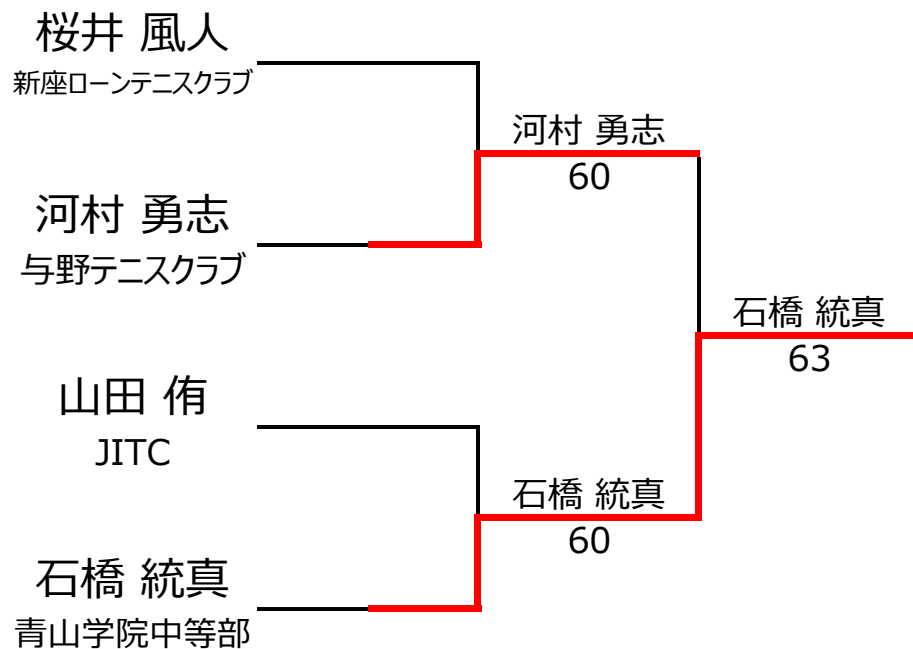 桜井 風人
新座ローンテニスクラブ
河村 勇志
60
河村 勇志
与野テニスクラブ
石橋 統真
63
山田 侑
JITC
石橋 統真
60
石橋 統真
青山学院中等部